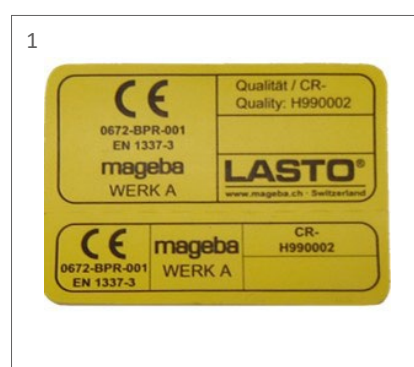 1
CE
0672-BPR-001
EN 1337-3
mageba
WERK A
Qualität / CR-
Quality: H990002
LASTO®
www.mageba.ch · Switzerland
CE
0672-BPR-001
EN 1337-3
mageba
WERK A
CR-
H990002